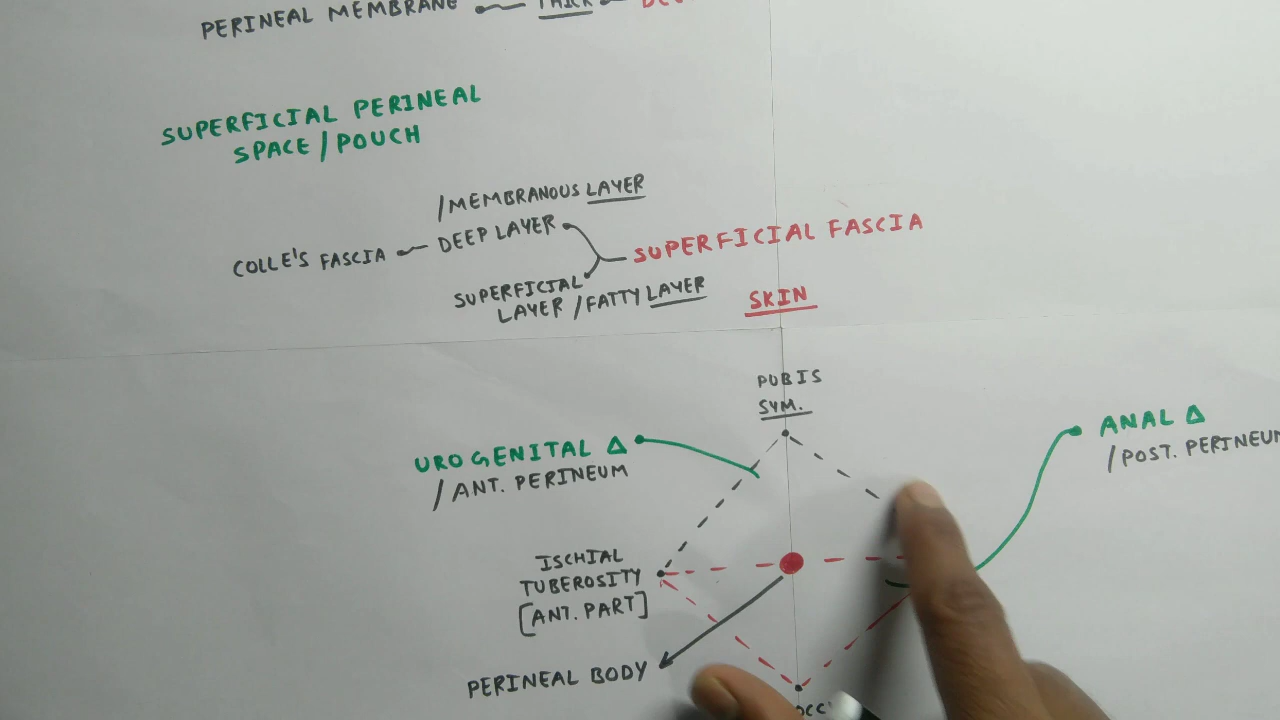 PERINEAL MEMBRANE THICK
SUPERFICIAL PERINEAL
SPACE / POUCH
/MEMBRANOUS LAYER
COLLE'S FASCIA DEEP LAYER SUPERFICIAL FASCIA
SUPERFICIAL
LAYER / FATTY LAYER
SKIN
PUBIS
SYM.
UROGENITAL Δ
/ ANT. PERINEUM
ANAL Δ
/ POST. PERINEUM
ISCHIAL
TUBEROSITY
[ANT. PART]
PERINEAL BODY